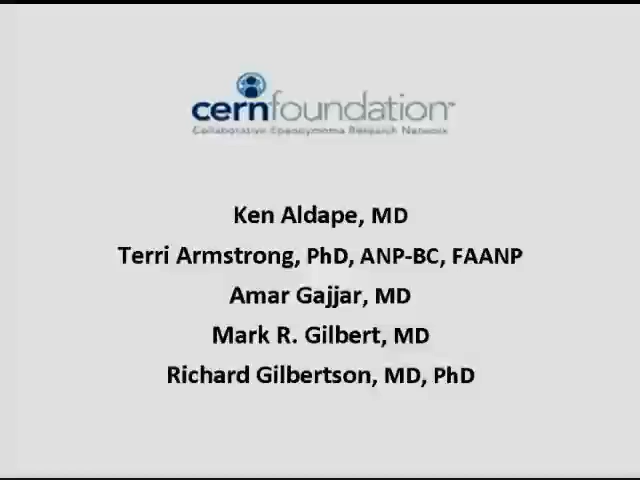 cernfoundation™
Collaborative Ependymoma Research Network
Ken Aldape, MD
Terri Armstrong, PhD, ANP-BC, FAANP
Amar Gajjar, MD
Mark R. Gilbert, MD
Richard Gilbertson, MD, PhD